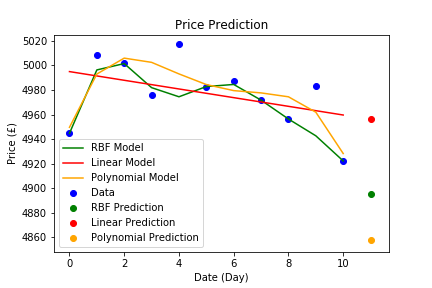 Price Prediction
5020
5000
4980
4960
4940
4920
4900
4880
4860
Price (£)
RBF Model
Linear Model
Polynomial Model
Data
RBF Prediction
Linear Prediction
Polynomial Prediction
0 2 4 6 8 10
Date (Day)